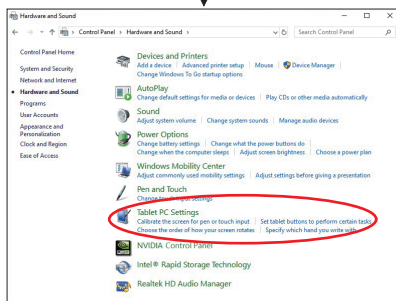 Hardware and Sound
Control Panel > Hardware and Sound >
Search Control Panel
Control Panel Home
System and Security
Network and Internet
Hardware and Sound
Programs
User Accounts
Appearance and
Personalization
Clock and Region
Ease of Access
Devices and Printers
Add a device | Advanced printer setup | Mouse | Device Manager |
Change Windows To Go startup options
AutoPlay
Change default settings for media or devices | Play CDs or other media automatically
Sound
Adjust system volume | Change system sounds | Manage audio devices
Power Options
Change battery settings | Change what the power buttons do |
Change when the computer sleeps | Adjust screen brightness | Choose a power plan
Windows Mobility Center
Adjust commonly used mobility settings | Adjust settings before giving a presentation
Pen and Touch
Change touch input settings
Tablet PC Settings
Calibrate the screen for pen or touch input | Set tablet buttons to perform certain tasks
Choose the order of how your screen rotates | Specify which hand you write with
NVIDIA Control Panel
Intel® Rapid Storage Technology
Realtek HD Audio Manager